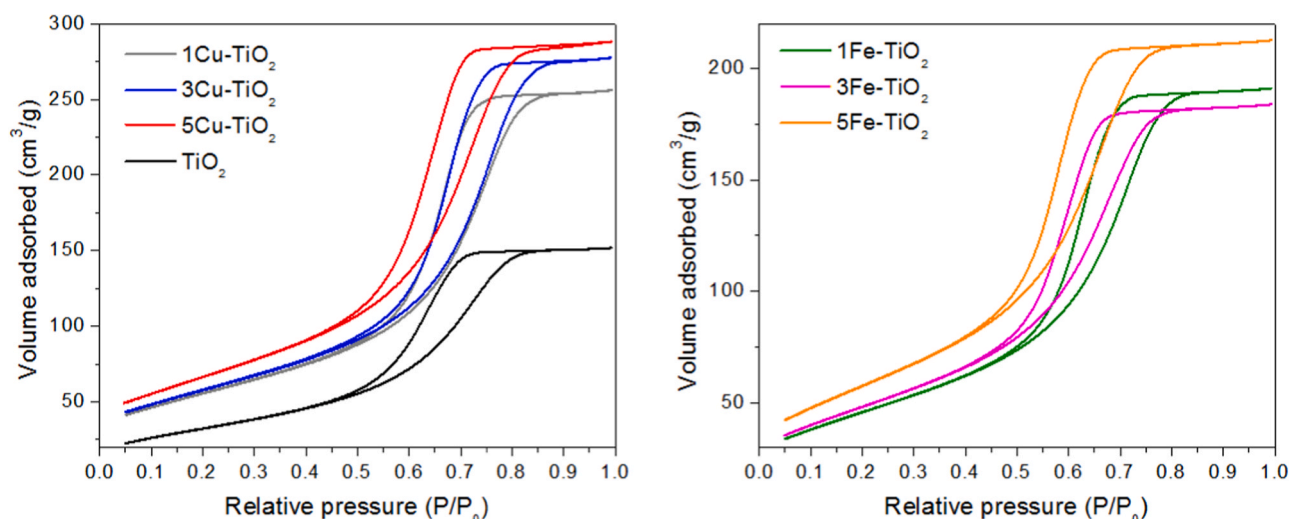 300
250
200
150
100
50
Volume adsorbed (cm³/g)
1Cu-TiO₂
3Cu-TiO₂
5Cu-TiO₂
TiO₂
0.0 0.1 0.2 0.3 0.4 0.5 0.6 0.7 0.8 0.9 1.0
Relative pressure (P/P₀)
200
150
100
50
Volume adsorbed (cm³/g)
1Fe-TiO₂
3Fe-TiO₂
5Fe-TiO₂
0.0 0.1 0.2 0.3 0.4 0.5 0.6 0.7 0.8 0.9 1.0
Relative pressure (P/P₀)